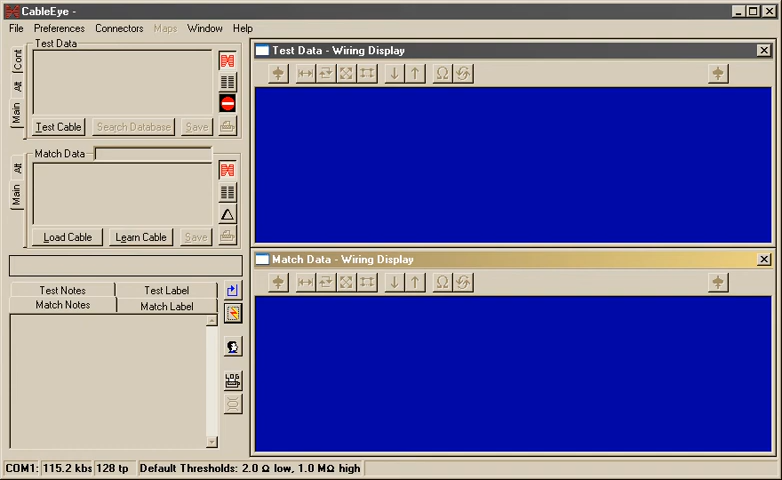 CableEye -
File Preferences Connectors Maps Window Help
Test Data
Cont
Alt
Main
Test Cable Search Database Save
Match Data
Alt
Main
Load Cable Learn Cable Save
Test Notes Test Label
Match Notes Match Label
LOG
Test Data - Wiring Display
Ω
Match Data - Wiring Display
Ω
COM1: 115.2 kbs 128 tp Default Thresholds: 2.0 Ω low, 1.0 MΩ high